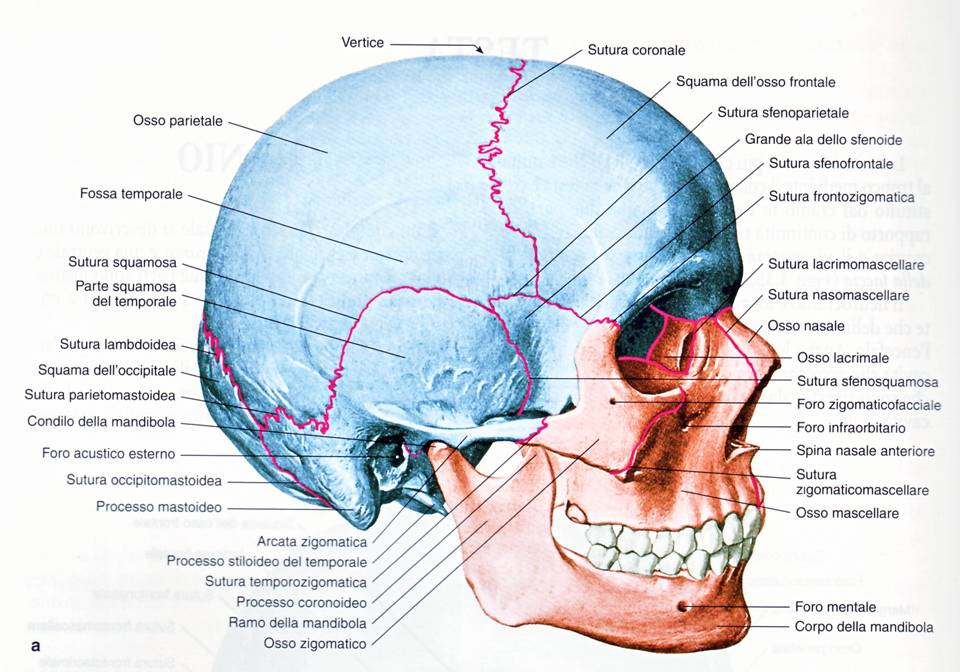 Vertice
Sutura coronale
Squama dell'osso frontale
Osso parietale
Sutura sfenoparietale
Grande ala dello sfenoide
Sutura sfenofrontale
Fossa temporale
Sutura frontozigomatica
Sutura squamosa
Parte squamosa
del temporale
Sutura lacrimomascellare
Sutura nasomascellare
Osso nasale
Sutura lambdoidea
Squama dell'occipitale
Sutura parietomastoidea
Condilo della mandibola
Foro acustico esterno
Sutura occipitomastoidea
Processo mastoideo
Osso lacrimale
Sutura sfenosquamosa
Foro zigomaticofacciale
Foro infraorbitario
Spina nasale anteriore
Sutura
zigomaticomascellare
Osso mascellare
Arcata zigomatica
Processo stiloideo del temporale
Sutura temporozigomatica
Processo coronoideo
Ramo della mandibola
Osso zigomatico
Foro mentale
Corpo della mandibola
a